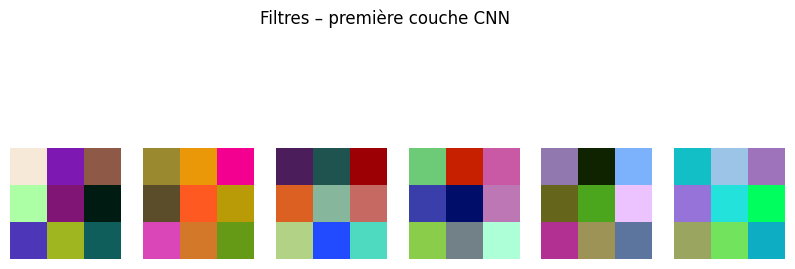 Filtres – première couche CNN